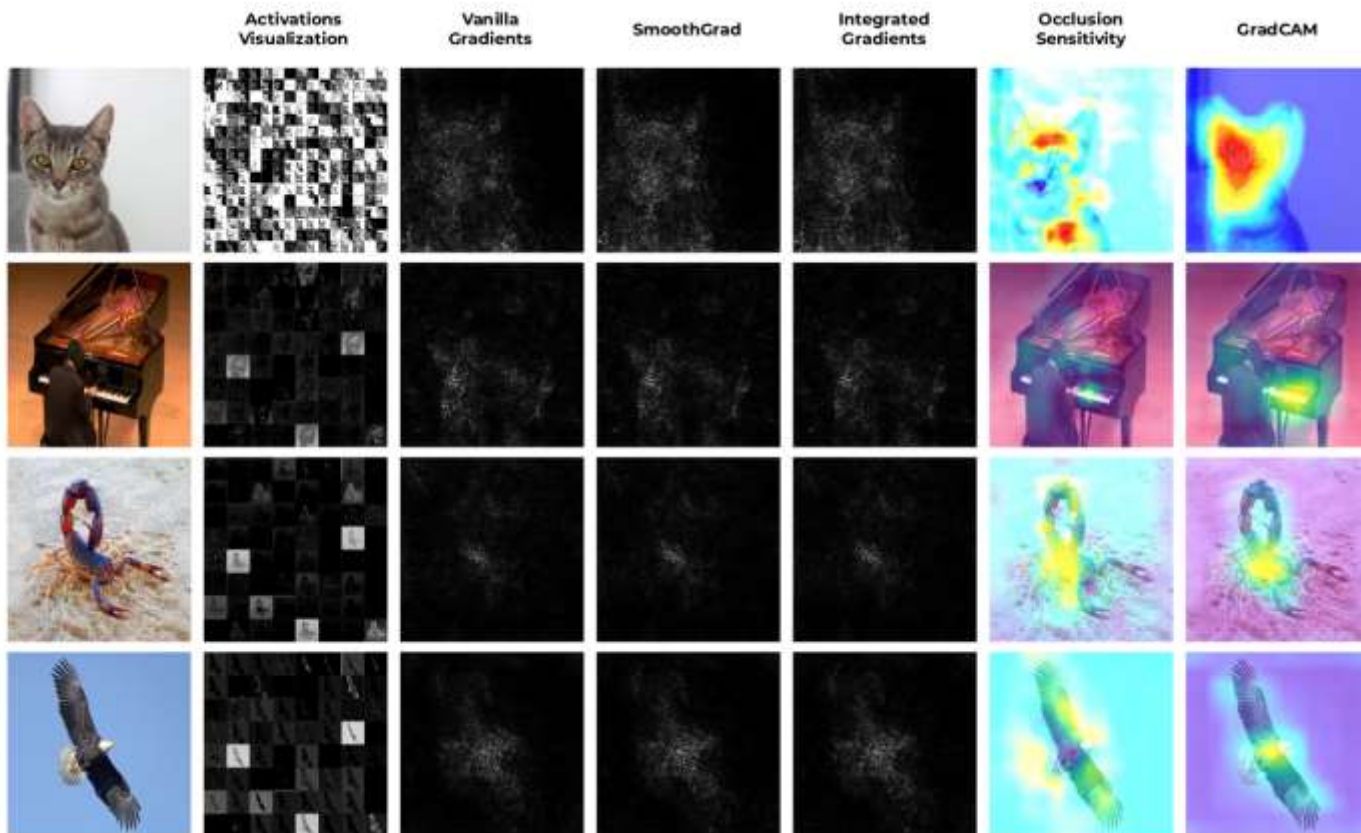 Activations
Visualization
Vanilla
Gradients
SmoothGrad
Integrated
Gradients
Occlusion
Sensitivity
GradCAM